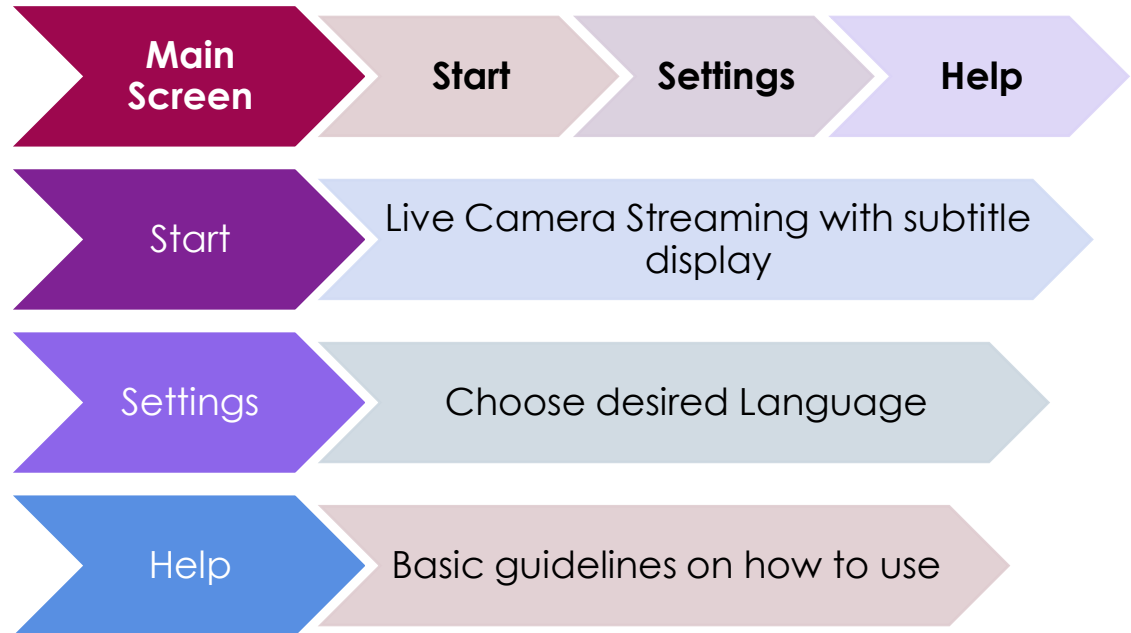 Main
Screen
Start
Settings
Help
Start
Live Camera Streaming with subtitle
display
Settings
Choose desired Language
Help
Basic guidelines on how to use